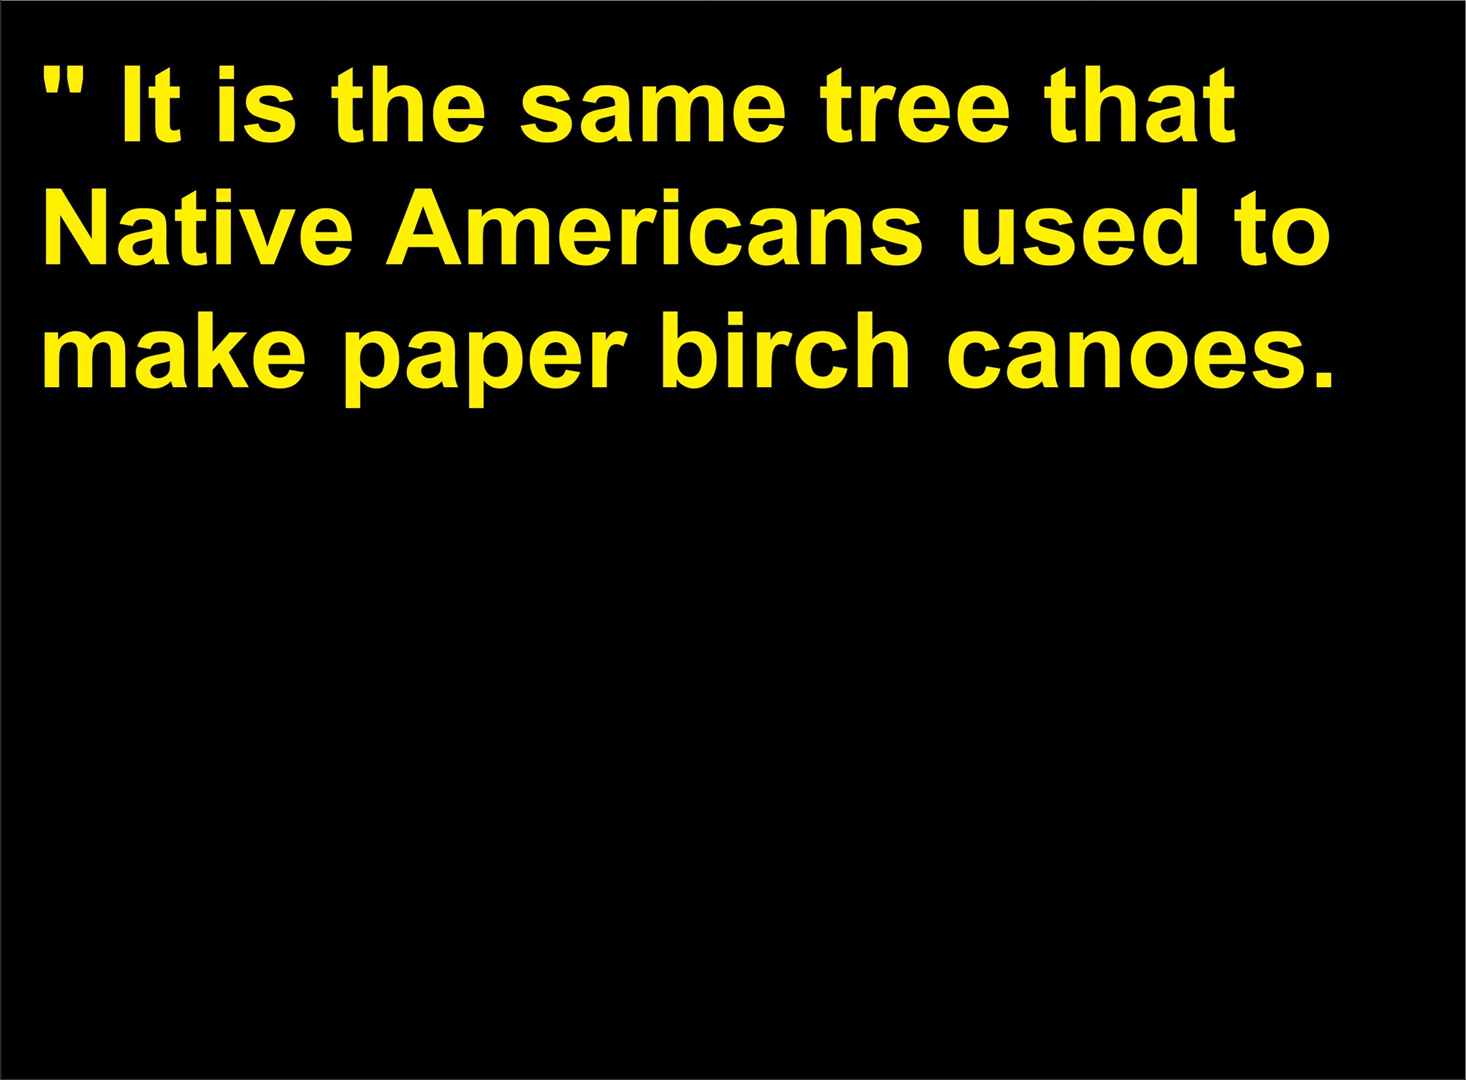 " It is the same tree that
Native Americans used to
make paper birch canoes.